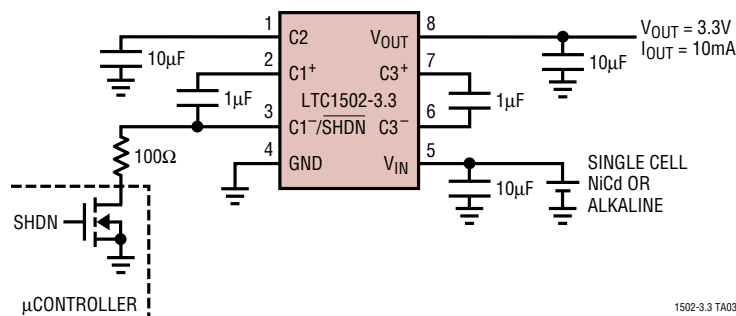 1
C2
10µF
2
C1+
1µF
3
C1−/SHDN
4
GND
100Ω
SHDN
µCONTROLLER
LTC1502-3.3
8
VOUT
7
C3+
6
C3−
5
VIN
10µF
VOUT = 3.3V
IOUT = 10mA
1µF
10µF
SINGLE CELL
NiCd OR
ALKALINE
1502-3.3 TA03